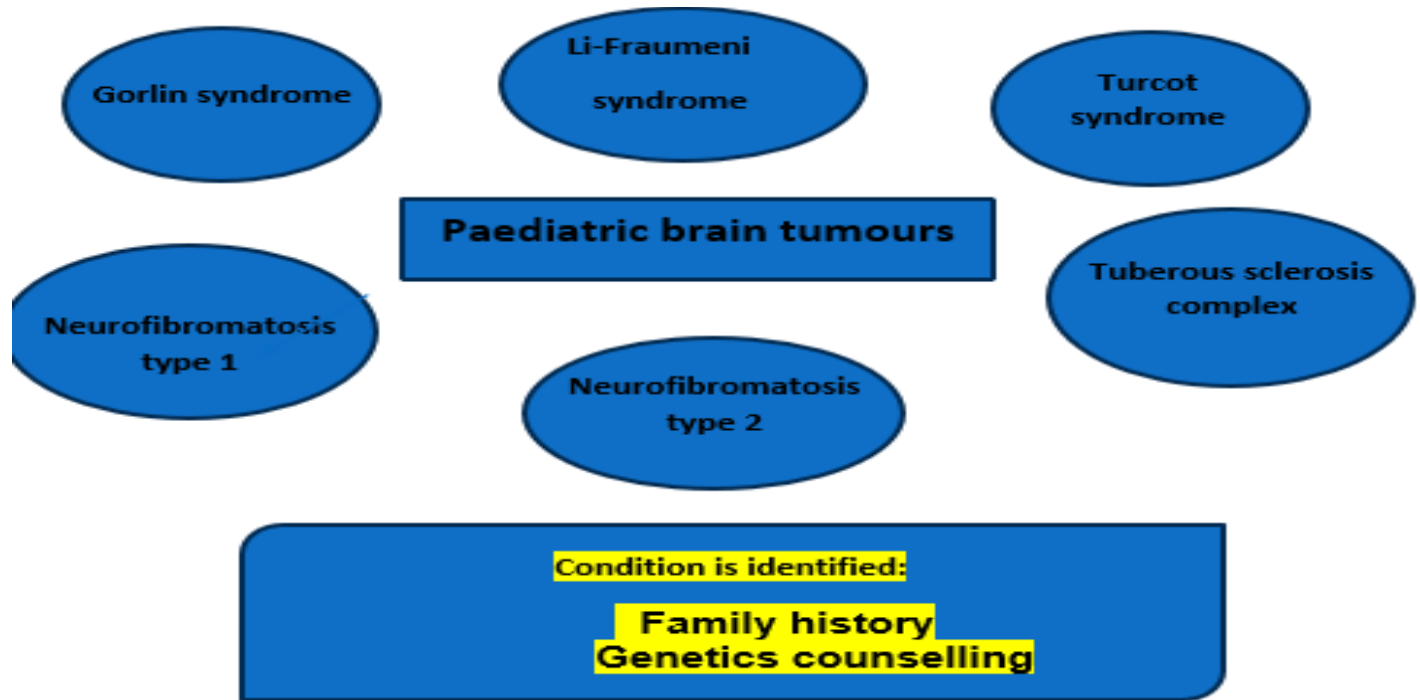 Gorlin syndrome
Li-Fraumeni
syndrome
Turcot
syndrome
Paediatric brain tumours
Neurofibromatosis
type 1
Neurofibromatosis
type 2
Tuberous sclerosis
complex
Condition is identified:
Family history
Genetics counselling